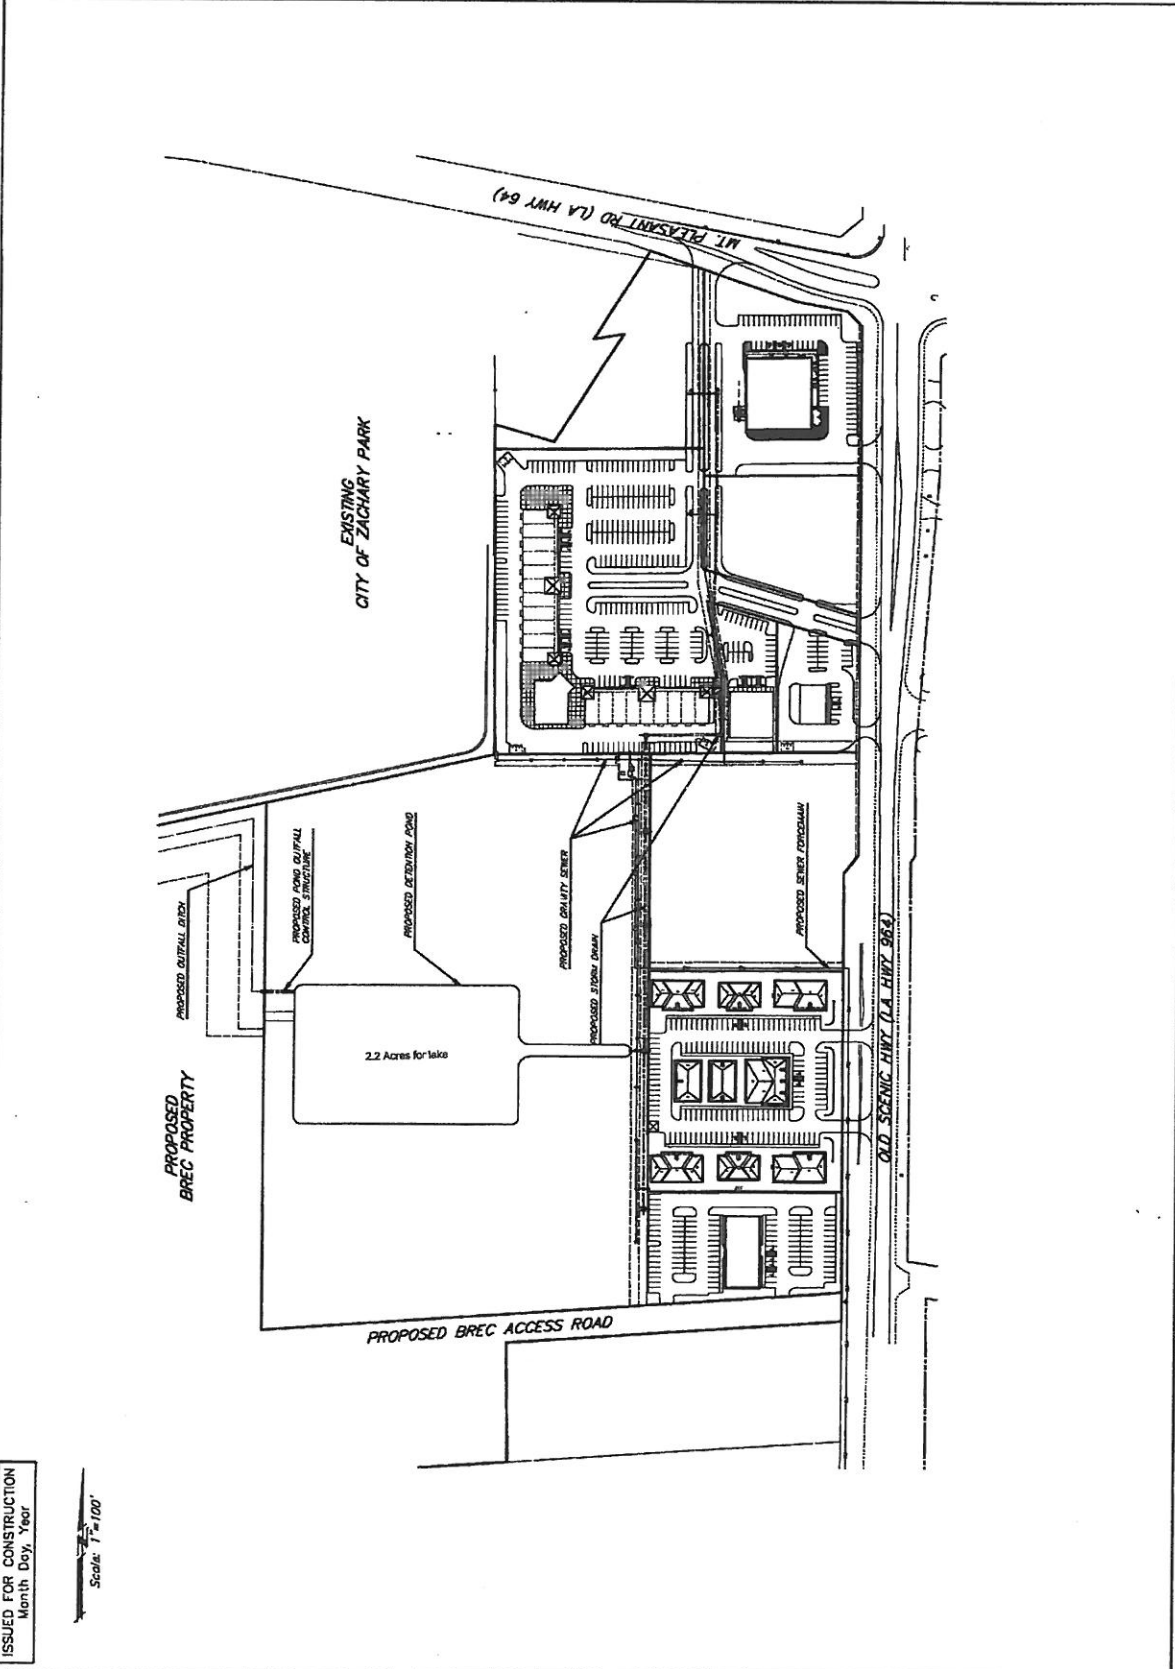 MT. PLEASANT RD (LA HWY 64)
EXISTING
CITY OF ZACHARY PARK
PROPOSED OUTFALL DITCH
PROPOSED POND OUTFALL
CONTROL STRUCTURE
PROPOSED DETENTION POND
PROPOSED GRAVITY SEWER
PROPOSED STORM DRAIN
PROPOSED SEWER FORCEMAIN
2.2 Acres for lake
PROPOSED
BREC PROPERTY
OLD SCENIC HWY (LA HWY 964)
PROPOSED BREC ACCESS ROAD
ISSUED FOR CONSTRUCTION
Month Day, Year
Scale: 1"=100'